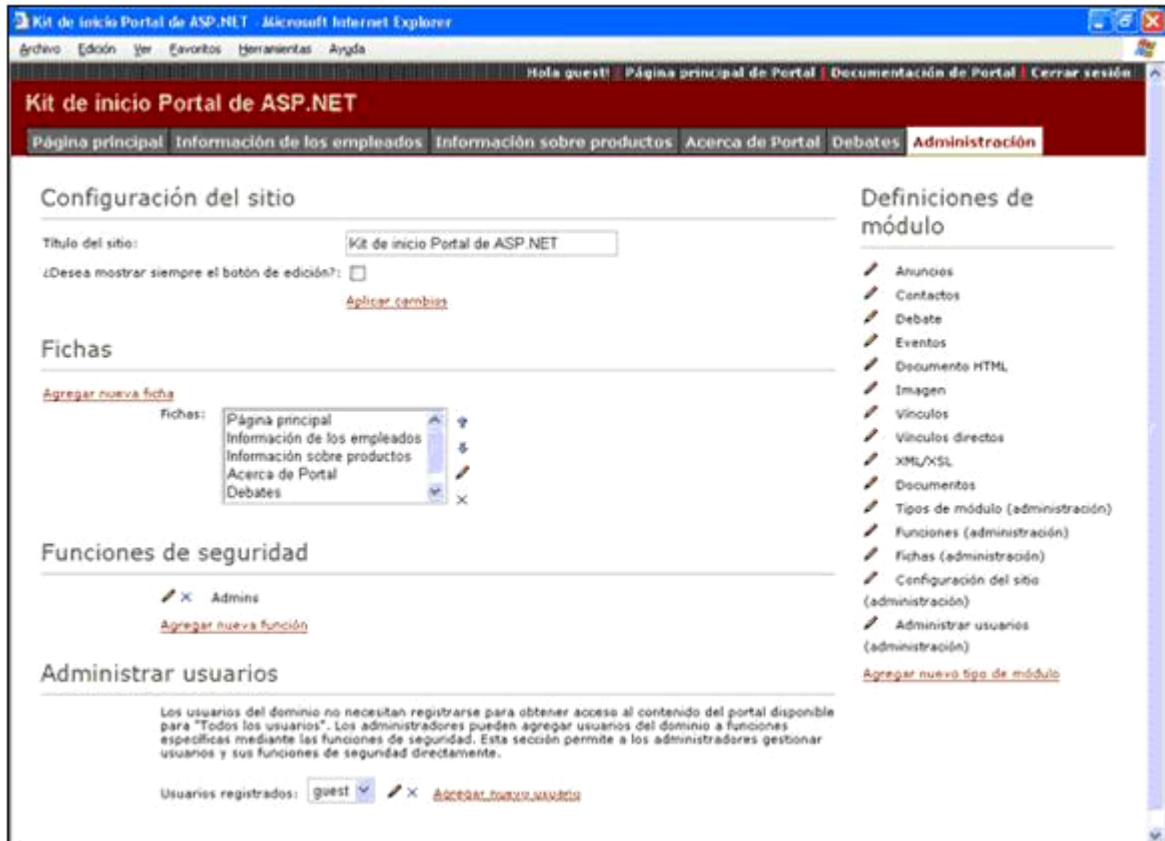 Kit de inicio Portal de ASP.NET - Microsoft Internet Explorer
Archivo Edición Ver Favoritos Herramientas Ayuda
Hola guest! | Página principal de Portal | Documentación de Portal | Cerrar sesión
Kit de inicio Portal de ASP.NET
Página principal Información de los empleados Información sobre productos Acerca de Portal Debates Administración
Configuración del sitio
Título del sitio: Kit de inicio Portal de ASP.NET
¿Desea mostrar siempre el botón de edición?:
Aplicar cambios
Fichas
Agregar nueva ficha
Fichas:
Página principal
Información de los empleados
Información sobre productos
Acerca de Portal
Debates
Funciones de seguridad
Admins
Agregar nueva función
Administrar usuarios
Los usuarios del dominio no necesitan registrarse para obtener acceso al contenido del portal disponible
para "Todos los usuarios". Los administradores pueden agregar usuarios del dominio a funciones
específicas mediante las funciones de seguridad. Esta sección permite a los administradores gestionar
usuarios y sus funciones de seguridad directamente.
Usuarios registrados: guest Agregar nuevo usuario
Definiciones de
módulo
Anuncios
Contactos
Debate
Eventos
Documento HTML
Imagen
Vínculos
Vínculos directos
XML/XSL
Documentos
Tipos de módulo (administración)
Funciones (administración)
Fichas (administración)
Configuración del sitio
(administración)
Administrar usuarios
(administración)
Agregar nuevo tipo de módulo